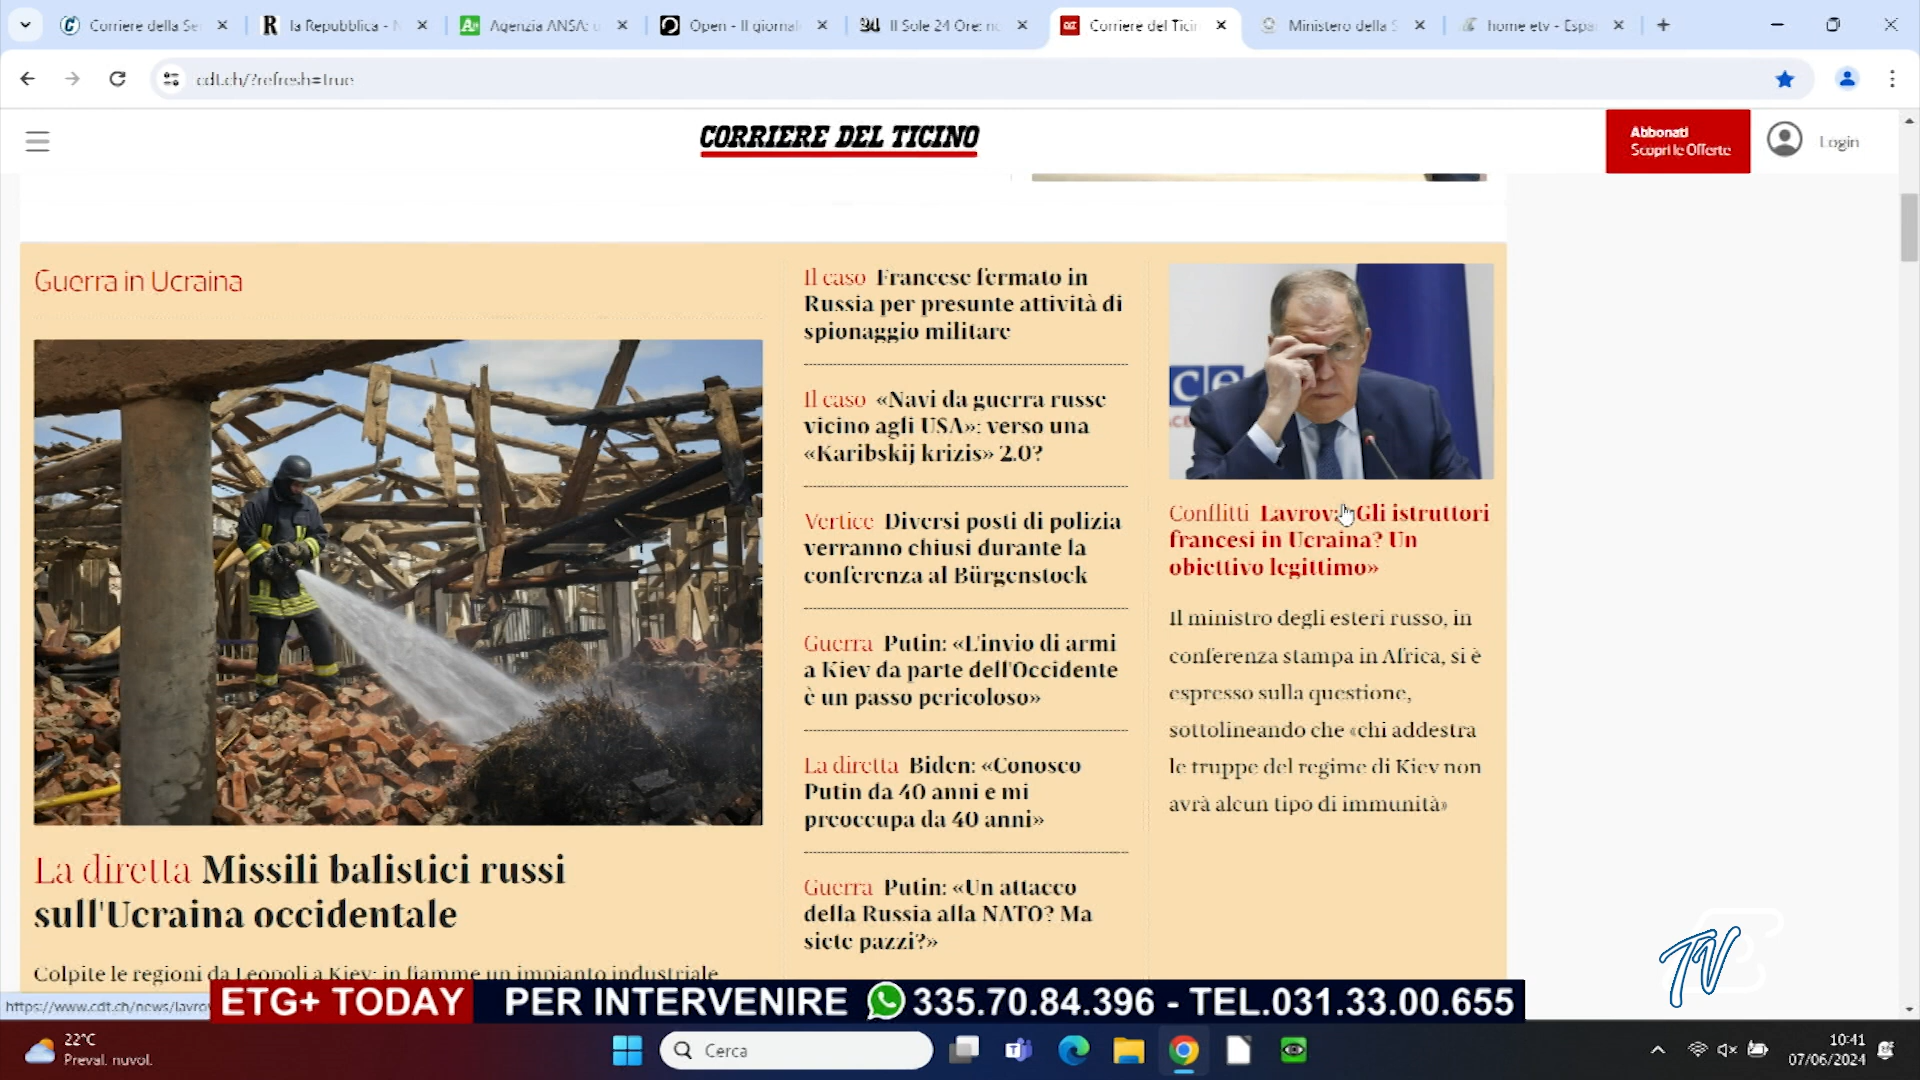 Corriere della Se
la Repubblica - N
Agenzia ANSA: u
Open - Il giornal
Il Sole 24 Ore: no
Corriere del Ticin
Ministero della S
home etv - Espa
cdt.ch/?refresh=true
CORRIERE DEL TICINO
Abbonati
Scopri le Offerte
Login
Guerra in Ucraina
La diretta Missili balistici russi
sull'Ucraina occidentale
Colpite le regioni da Leopoli a Kiev: in fiamme un impianto industriale
Il caso Francese fermato in
Russia per presunte attività di
spionaggio militare
Il caso «Navi da guerra russe
vicino agli USA»: verso una
«Karibskij krizis» 2.0?
Vertice Diversi posti di polizia
verranno chiusi durante la
conferenza al Bürgenstock
Guerra Putin: «L'invio di armi
a Kiev da parte dell'Occidente
è un passo pericoloso»
La diretta Biden: «Conosco
Putin da 40 anni e mi
preoccupa da 40 anni»
Guerra Putin: «Un attacco
della Russia alla NATO? Ma
siete pazzi?»
Conflitti Lavrov: «Gli istruttori
francesi in Ucraina? Un
obiettivo legittimo»
Il ministro degli esteri russo, in
conferenza stampa in Africa, si è
espresso sulla questione,
sottolineando che «chi addestra
le truppe del regime di Kiev non
avrà alcun tipo di immunità»
https://www.cdt.ch/news/lavrov
ETG+ TODAY PER INTERVENIRE 335.70.84.396 - TEL.031.33.00.655
TV
22°C
Preval. nuvol.
Cerca
10:41
07/06/2024